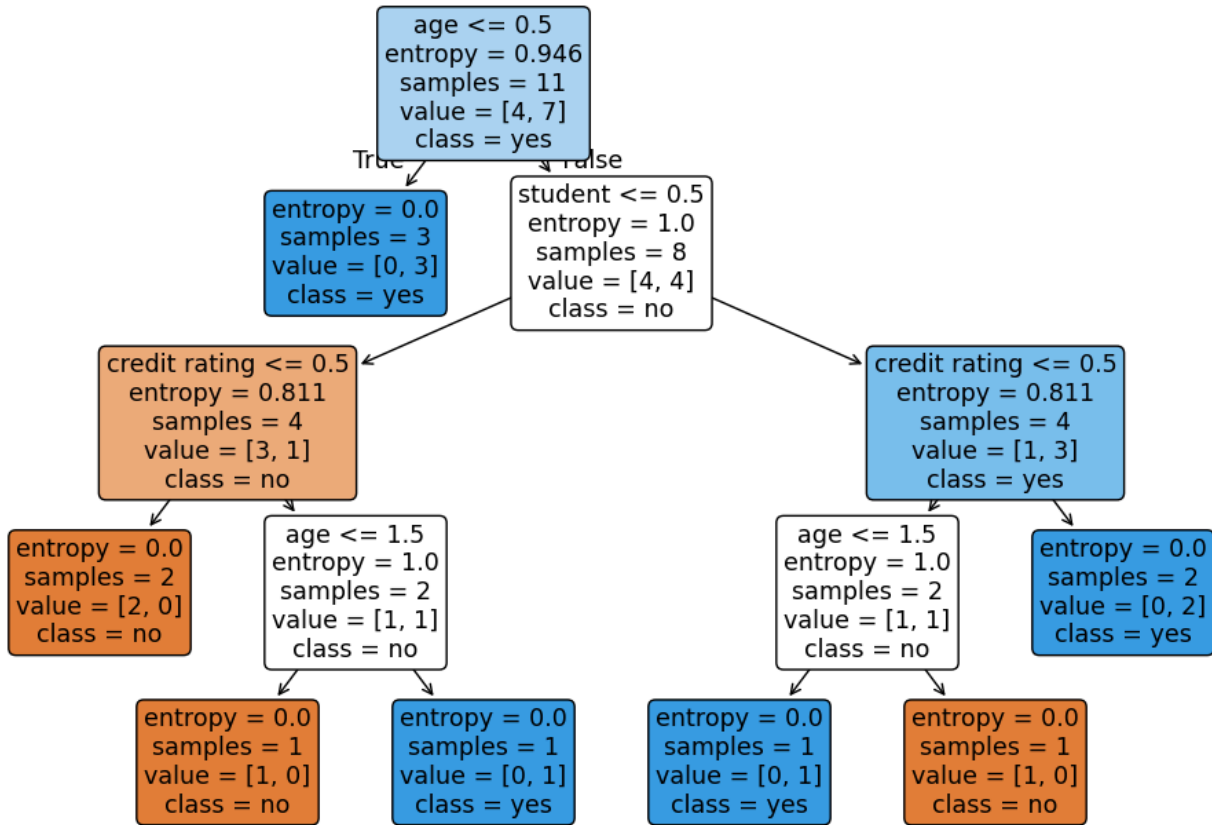 age <= 0.5
entropy = 0.946
samples = 11
value = [4, 7]
class = yes
True
False
entropy = 0.0
samples = 3
value = [0, 3]
class = yes
student <= 0.5
entropy = 1.0
samples = 8
value = [4, 4]
class = no
credit rating <= 0.5
entropy = 0.811
samples = 4
value = [3, 1]
class = no
credit rating <= 0.5
entropy = 0.811
samples = 4
value = [1, 3]
class = yes
entropy = 0.0
samples = 2
value = [2, 0]
class = no
age <= 1.5
entropy = 1.0
samples = 2
value = [1, 1]
class = no
age <= 1.5
entropy = 1.0
samples = 2
value = [1, 1]
class = no
entropy = 0.0
samples = 2
value = [0, 2]
class = yes
entropy = 0.0
samples = 1
value = [1, 0]
class = no
entropy = 0.0
samples = 1
value = [0, 1]
class = yes
entropy = 0.0
samples = 1
value = [0, 1]
class = yes
entropy = 0.0
samples = 1
value = [1, 0]
class = no